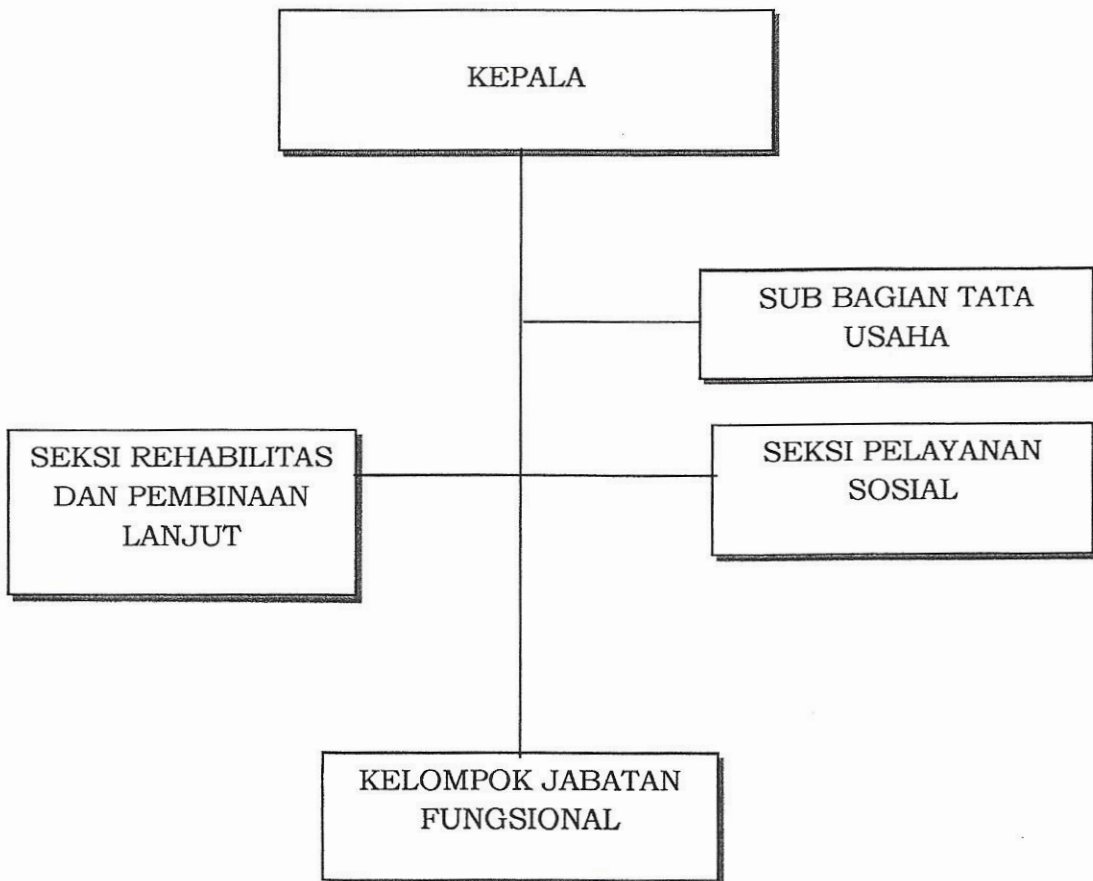 KEPALA
SUB BAGIAN TATA
USAHA
SEKSI REHABILITAS
DAN PEMBINAAN
LANJUT
SEKSI PELAYANAN
SOSIAL
KELOMPOK JABATAN
FUNGSIONAL